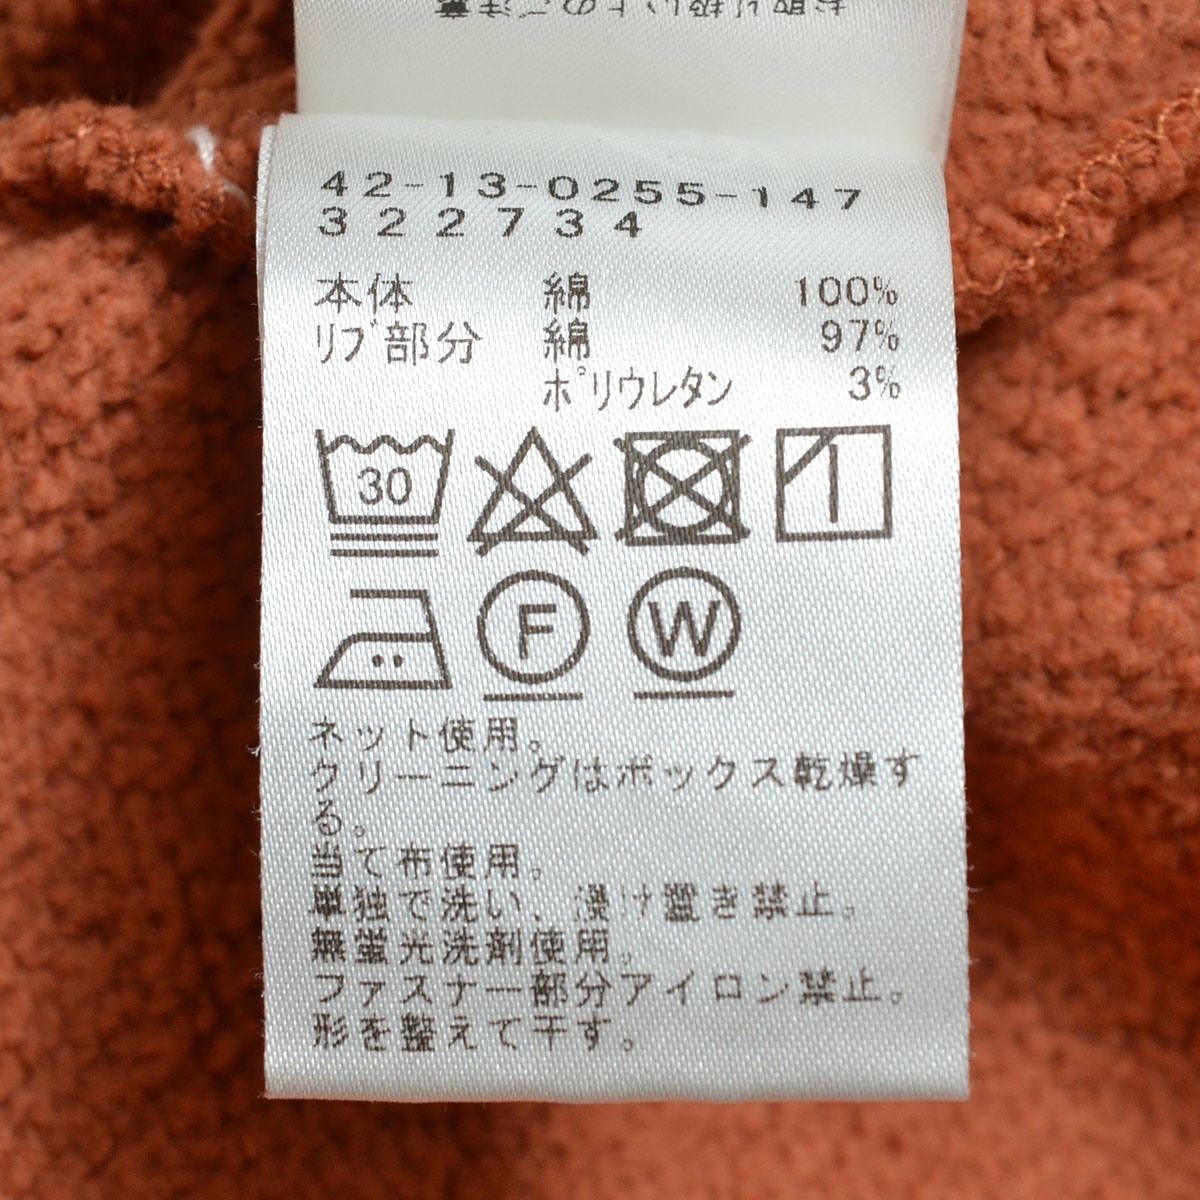 42-13-0255-147
322734
本体 綿 100%
リブ部分 綿 97%
ポリウレタン 3%
30
F W
ネット使用。
クリーニングはボックス乾燥す
る。
当て布使用。
単独で洗い、浸け置き禁止。
無蛍光洗剤使用。
ファスナー部分アイロン禁止。
形を整えて干す。